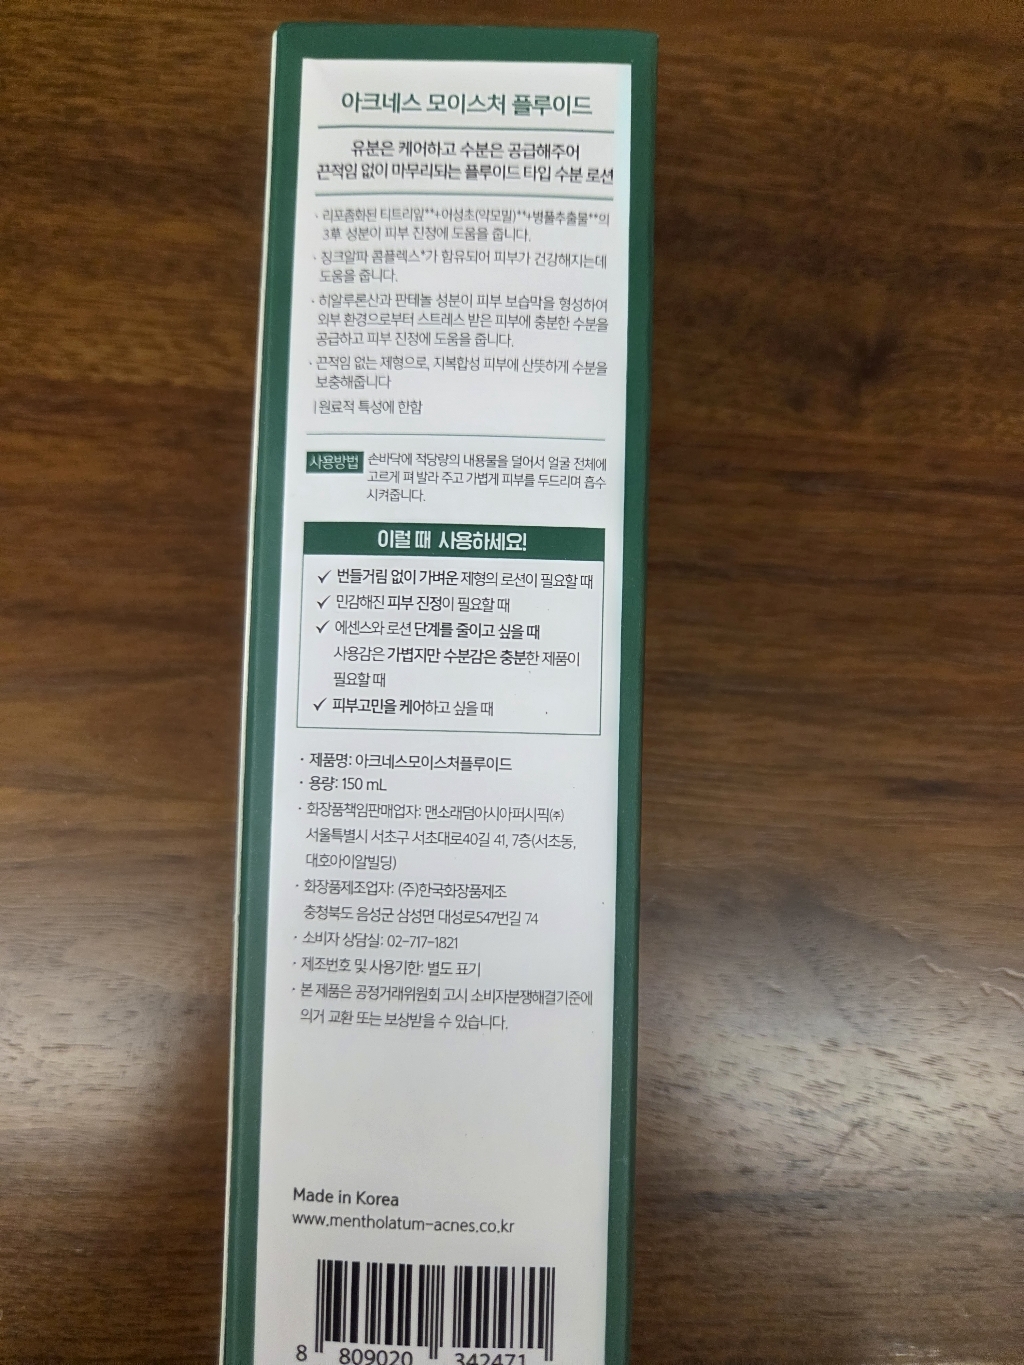 아크네스 모이스처 플루이드
유분은 케어하고 수분은 공급해주어
끈적임 없이 마무리되는 플루이드 타입 수분 로션
· 리포좀화된 티트리잎**+어성초(약모밀)**+병풀추출물**의
3草 성분이 피부 진정에 도움을 줍니다.
· 징크알파 콤플렉스*가 함유되어 피부가 건강해지는데
도움을 줍니다.
· 히알루론산과 판테놀 성분이 피부 보습막을 형성하여
외부 환경으로부터 스트레스 받은 피부에 충분한 수분을
공급하고 피부 진정에 도움을 줍니다.
· 끈적임 없는 제형으로, 지복합성 피부에 산뜻하게 수분을
보충해줍니다
| 원료적 특성에 한함
사용방법 손바닥에 적당량의 내용물을 덜어서 얼굴 전체에
고르게 펴 발라 주고 가볍게 피부를 두드리며 흡수
시켜줍니다.
이럴 때 사용하세요!
✓ 번들거림 없이 가벼운 제형의 로션이 필요할 때
✓ 민감해진 피부 진정이 필요할 때
✓ 에센스와 로션 단계를 줄이고 싶을 때
사용감은 가볍지만 수분감은 충분한 제품이
필요할 때
✓ 피부고민을 케어하고 싶을 때
· 제품명: 아크네스모이스처플루이드
· 용량: 150 mL
· 화장품책임판매업자: 맨소래덤아시아퍼시픽㈜
서울특별시 서초구 서초대로40길 41, 7층(서초동,
대호아이알빌딩)
· 화장품제조업자: (주)한국화장품제조
충청북도 음성군 삼성면 대성로547번길 74
· 소비자 상담실: 02-717-1821
· 제조번호 및 사용기한: 별도 표기
· 본 제품은 공정거래위원회 고시 소비자분쟁해결기준에
의거 교환 또는 보상받을 수 있습니다.
Made in Korea
www.mentholatum-acnes.co.kr
8 809020 342471